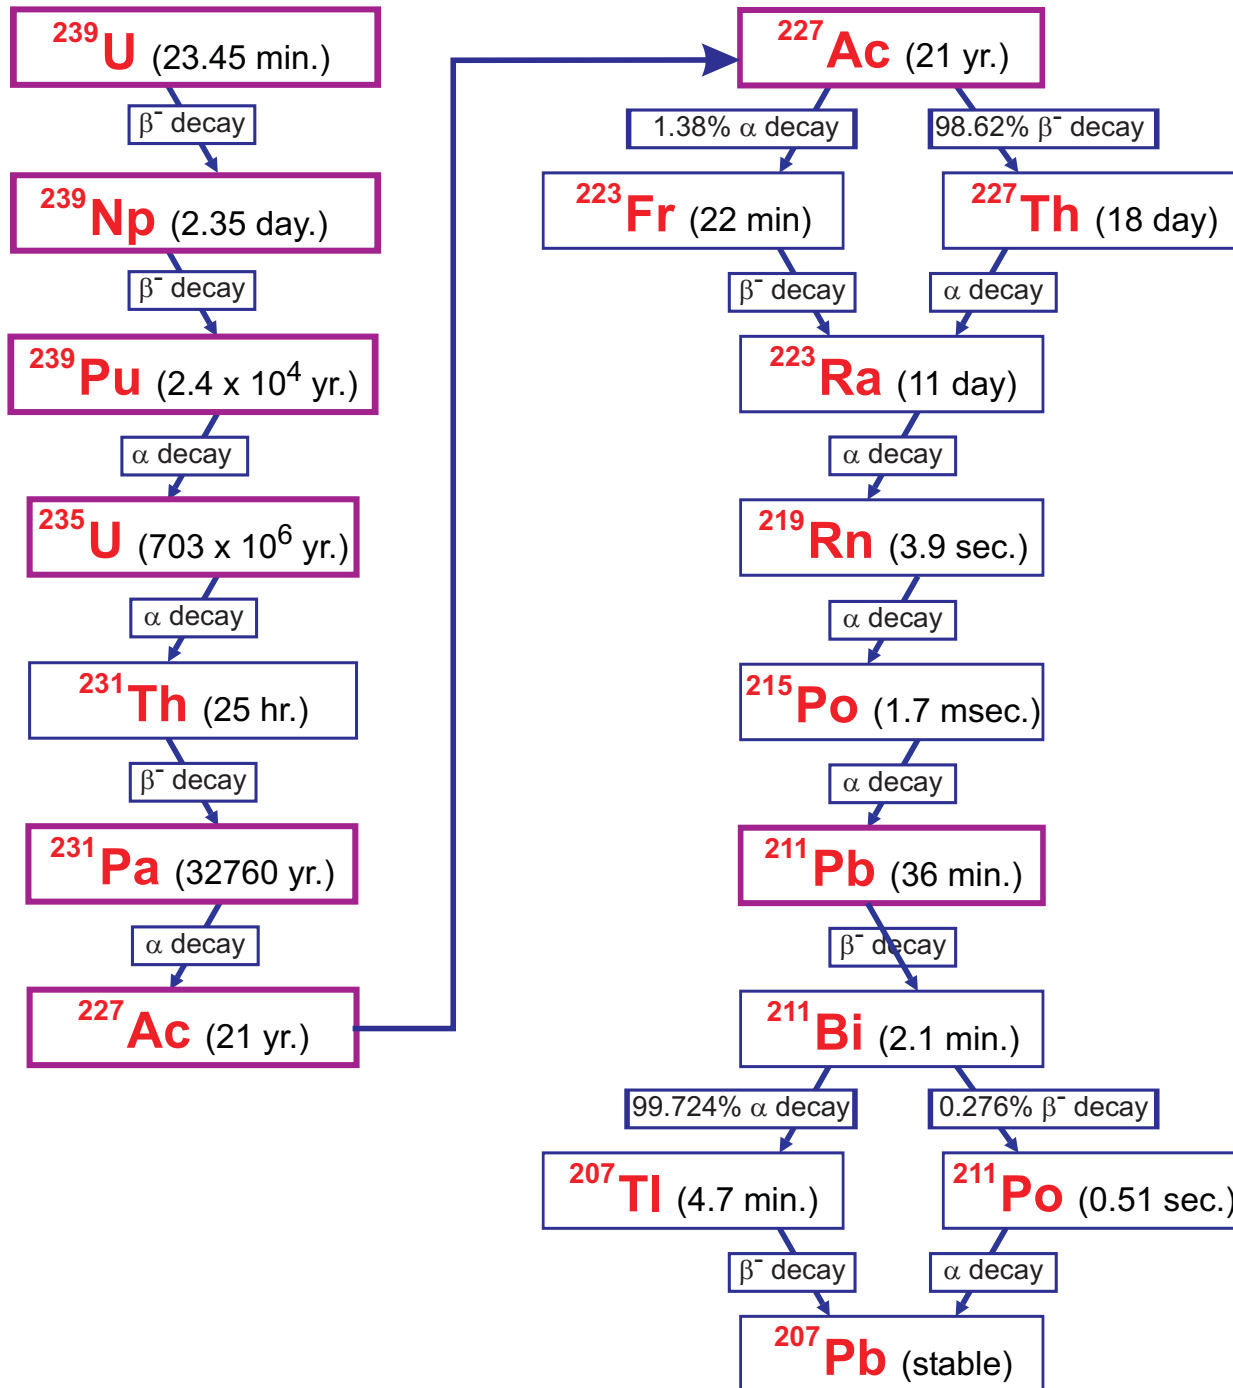 239U (23.45 min.)
β- decay
239Np (2.35 day.)
β- decay
239Pu (2.4 x 10^4 yr.)
α decay
235U (703 x 10^6 yr.)
α decay
231Th (25 hr.)
β- decay
231Pa (32760 yr.)
α decay
227Ac (21 yr.)
227Ac (21 yr.)
1.38% α decay
98.62% β- decay
223Fr (22 min)
227Th (18 day)
β- decay
α decay
223Ra (11 day)
α decay
219Rn (3.9 sec.)
α decay
215Po (1.7 msec.)
α decay
211Pb (36 min.)
β- decay
211Bi (2.1 min.)
99.724% α decay
0.276% β- decay
207Tl (4.7 min.)
211Po (0.51 sec.)
β- decay
α decay
207Pb (stable)